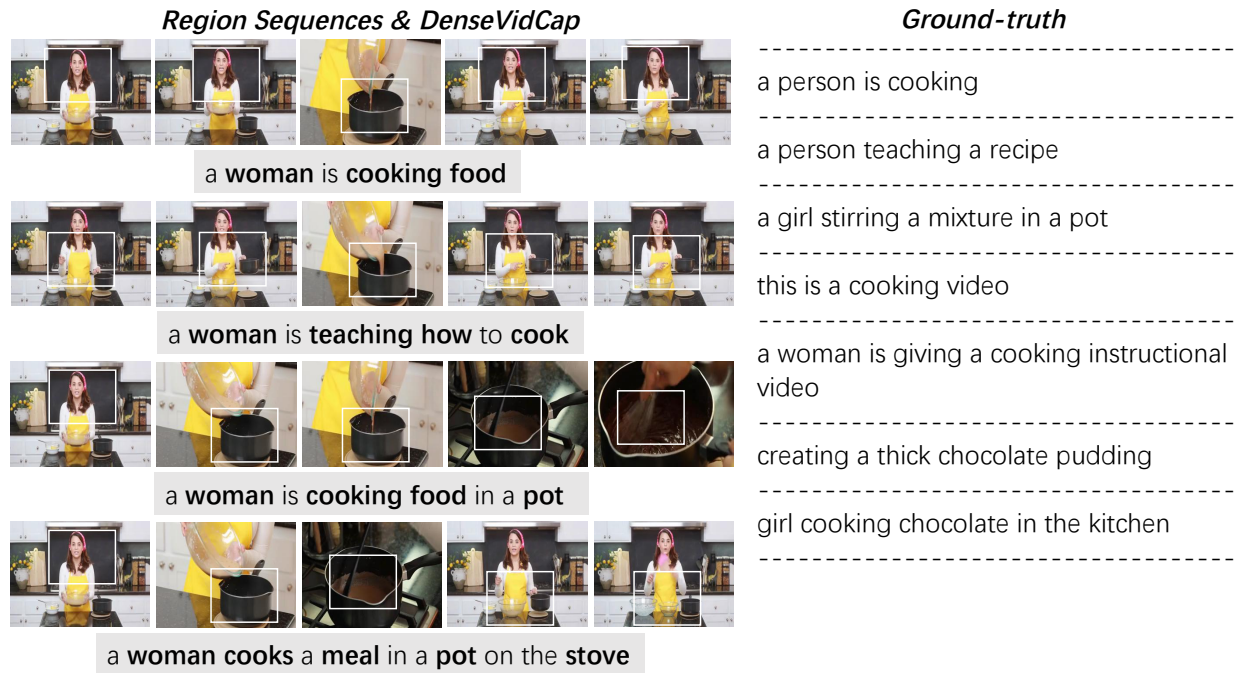 Region Sequences & DenseVidCap
a woman is cooking food
a woman is teaching how to cook
a woman is cooking food in a pot
a woman cooks a meal in a pot on the stove
Ground-truth
a person is cooking
a person teaching a recipe
a girl stirring a mixture in a pot
this is a cooking video
a woman is giving a cooking instructional
video
creating a thick chocolate pudding
girl cooking chocolate in the kitchen